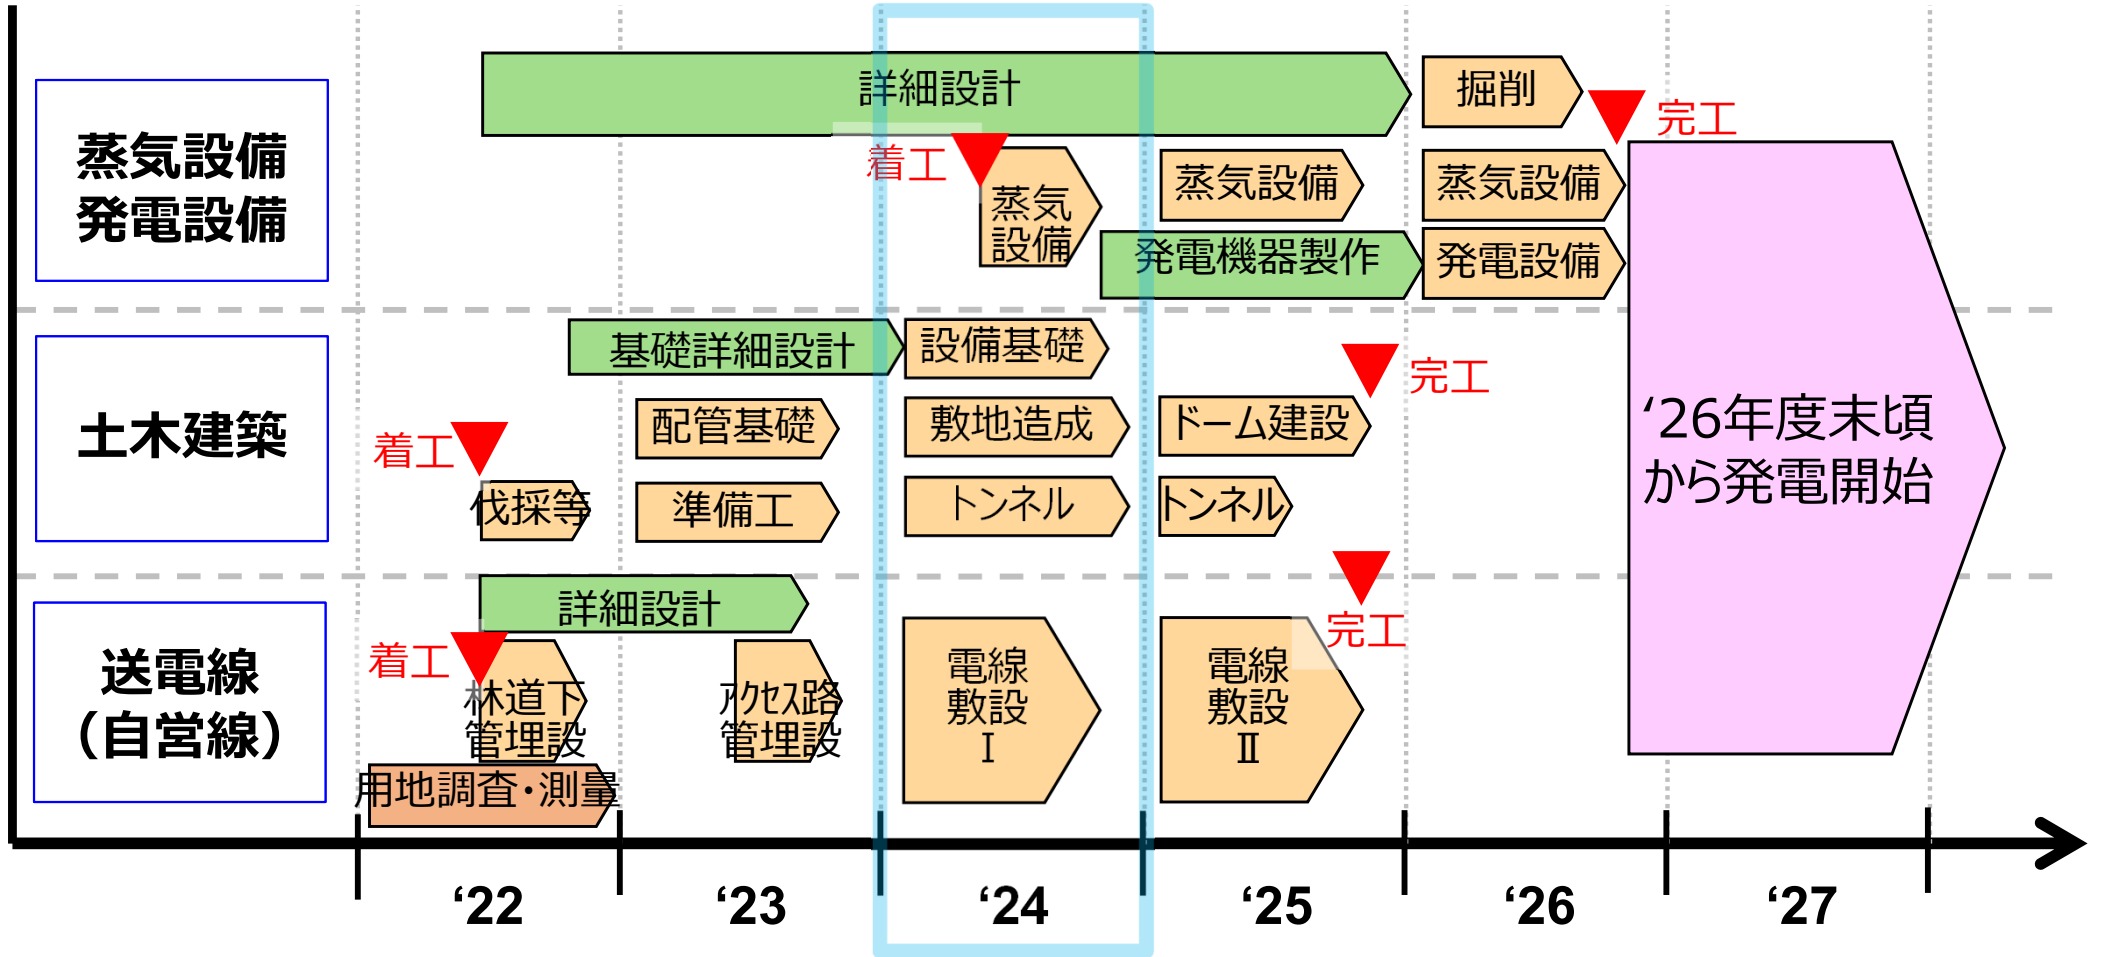 蒸気設備
発電設備
詳細設計
掘削
完工
着工
蒸気
設備
蒸気設備
蒸気設備
発電機器製作
発電設備
土木建築
基礎詳細設計
設備基礎
完工
配管基礎
敷地造成
ドーム建設
着工
伐採等
準備工
トンネル
トンネル
‘26年度末頃
から発電開始
送電線
（自営線）
詳細設計
完工
着工
林道下
管埋設
ｱｸｾｽ路
管埋設
電線
敷設
Ⅰ
電線
敷設
Ⅱ
用地調査・測量
‘22
‘23
‘24
‘25
‘26
‘27